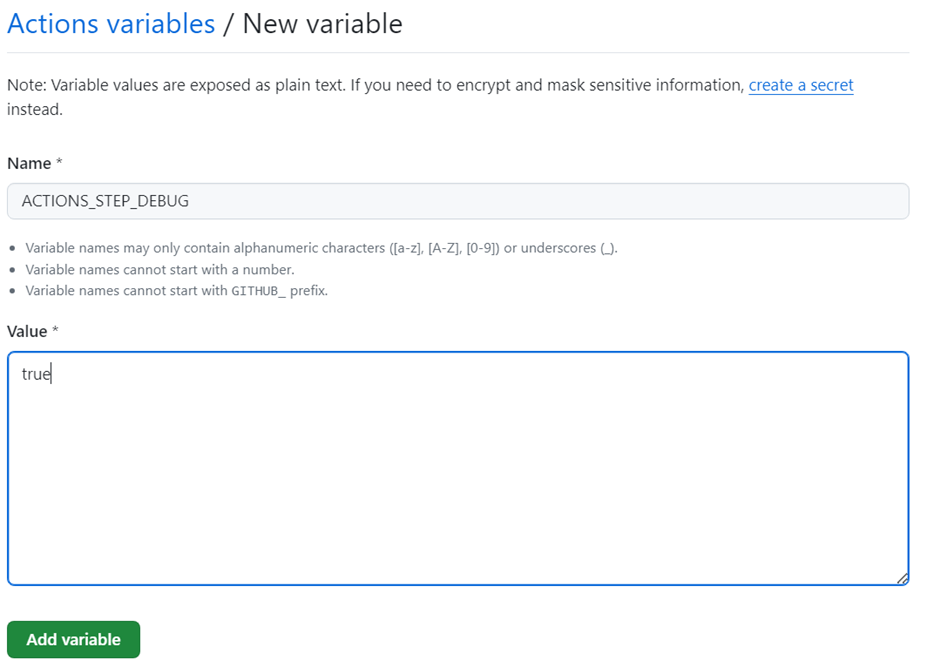 Actions variables / New variable
Note: Variable values are exposed as plain text. If you need to encrypt and mask sensitive information, create a secret
instead.
Name *
ACTIONS_STEP_DEBUG
• Variable names may only contain alphanumeric characters ([a-z], [A-Z], [0-9]) or underscores (_).
• Variable names cannot start with a number.
• Variable names cannot start with GITHUB_ prefix.
Value *
true
Add variable